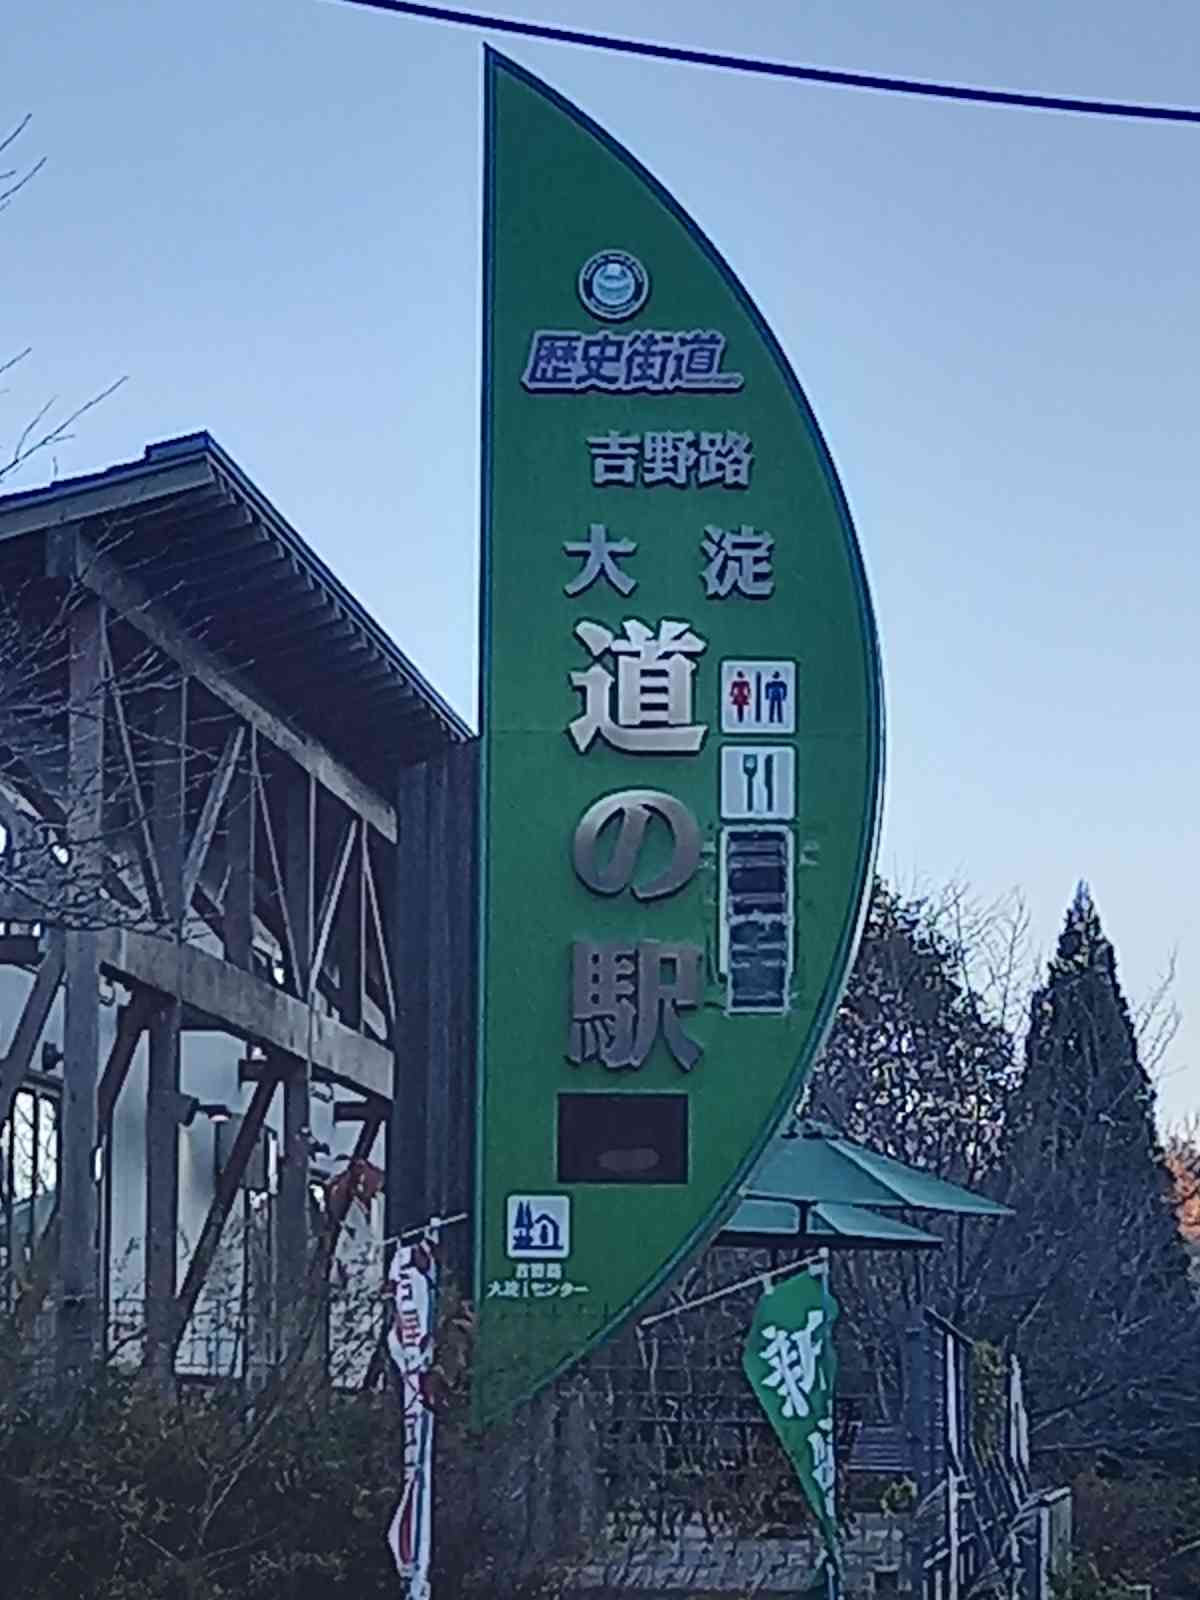 歴史街道
吉野路
大淀
道の駅
吉野路
大淀iセンター
新